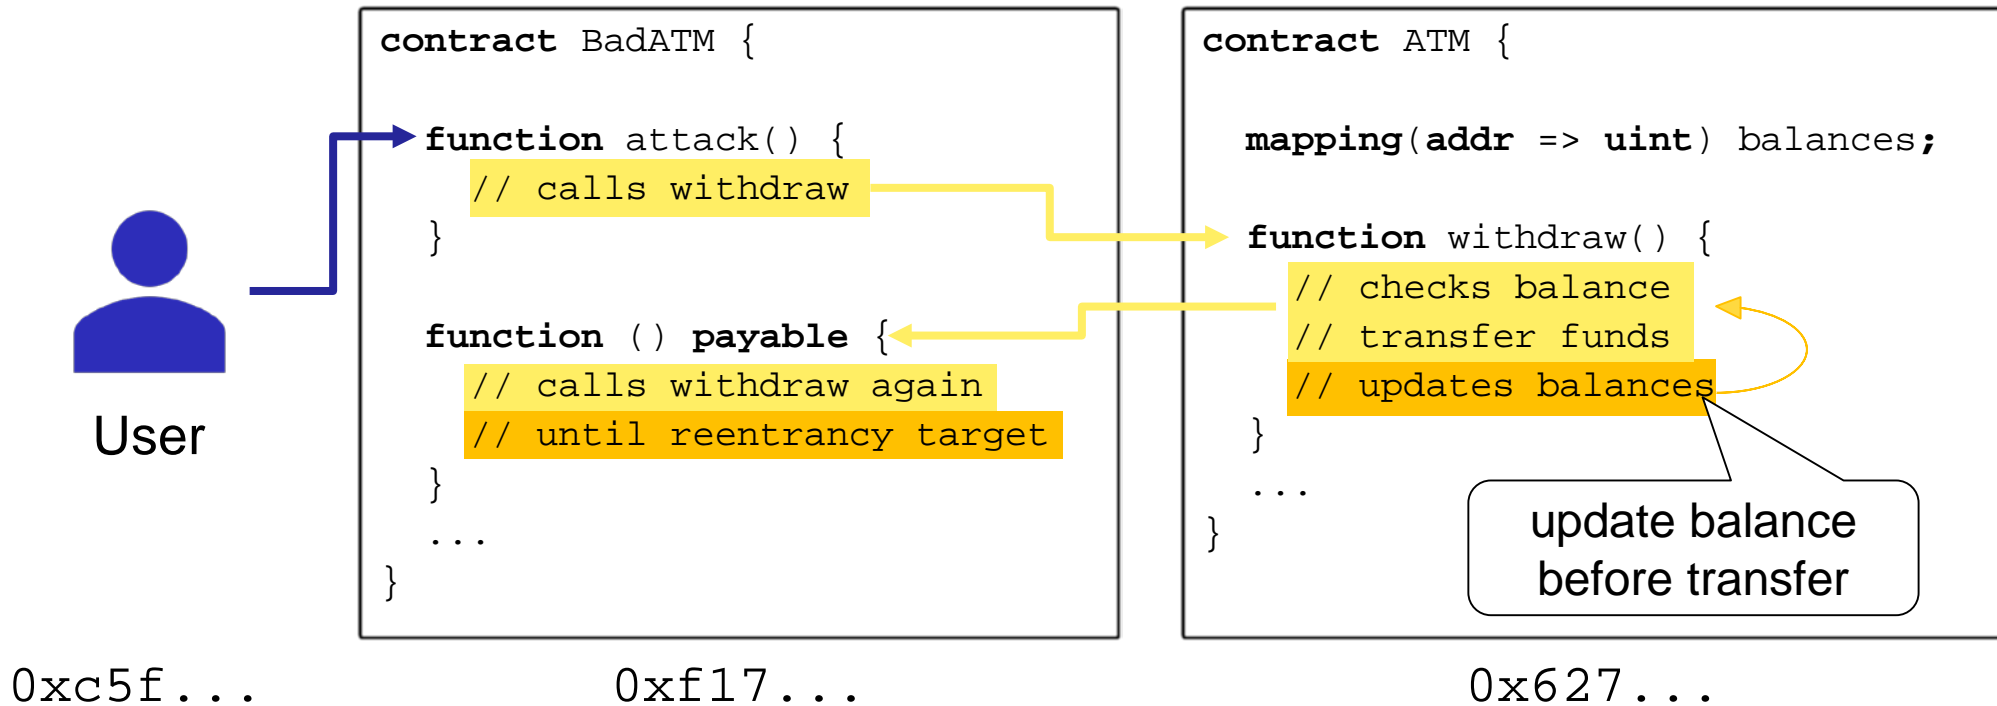 User
0xc5f...
contract BadATM {
function attack() {
// calls withdraw
}
function () payable {
// calls withdraw again
// until reentrancy target
}
...
}
0xf17...
contract ATM {
mapping(addr => uint) balances;
function withdraw() {
// checks balance
// transfer funds
// updates balances
}
...
}
update balance
before transfer
0x627...